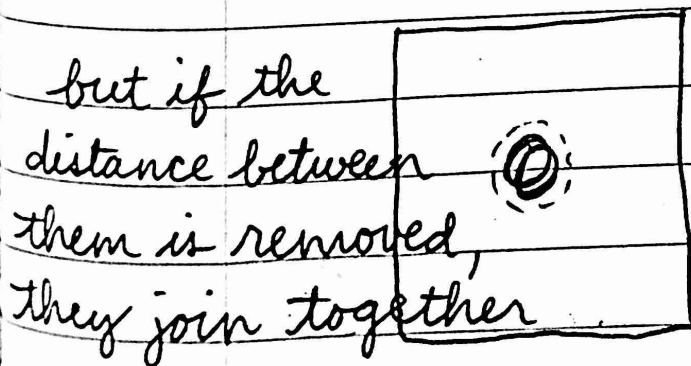 but if the
distance between
them is removed,
they join together